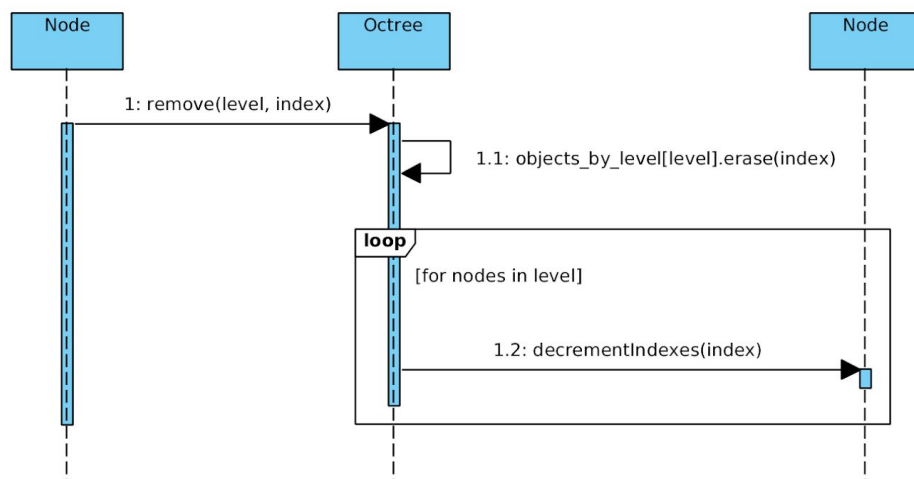 Node
Octree
Node
1: remove(level, index)
1.1: objects_by_level[level].erase(index)
loop
[for nodes in level]
1.2: decrementIndexes(index)